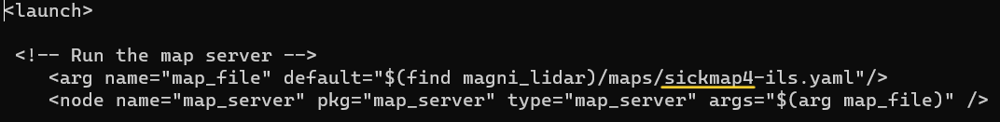 <launch>
<!-- Run the map server -->
<arg name="map_file" default="$(find magni_lidar)/maps/sickmap4-ils.yaml"/>
<node name="map_server" pkg="map_server" type="map_server" args="$(arg map_file)" />